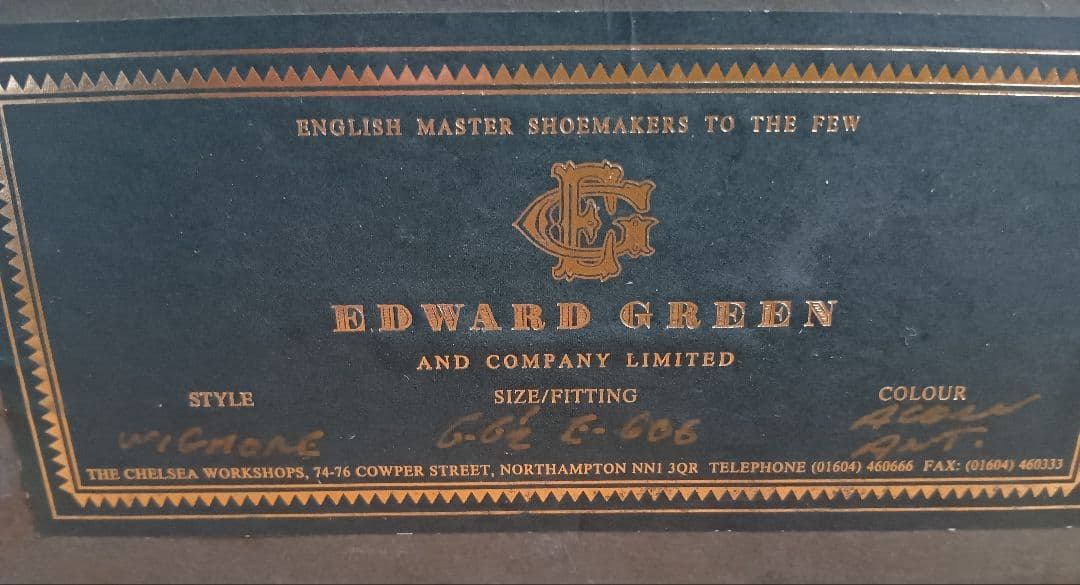 ENGLISH MASTER SHOEMAKERS TO THE FEW
EG
EDWARD GREEN
AND COMPANY LIMITED
STYLE SIZE/FITTING COLOUR
WIGMORE 6-6½ E-606 ACORN
ANT.
THE CHELSEA WORKSHOPS, 74-76 COWPER STREET, NORTHAMPTON NN1 3QR TELEPHONE (01604) 460666 FAX: (01604) 460333